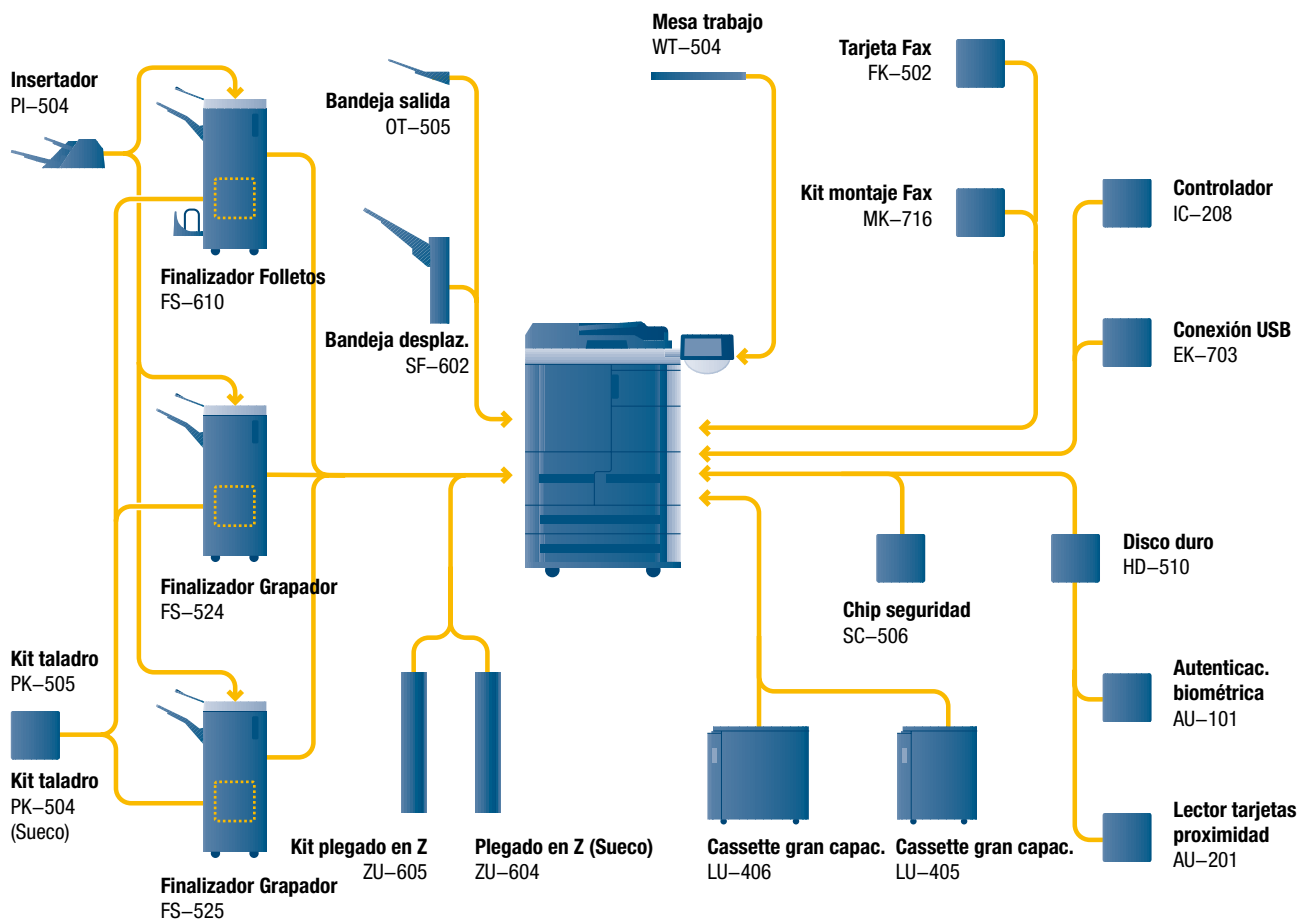 Mesa trabajo
WT–504
Tarjeta Fax
FK–502
Insertador
PI–504
Bandeja salida
OT–505
Kit montaje Fax
MK–716
Controlador
IC–208
Finalizador Folletos
FS–610
Bandeja desplaz.
SF–602
Conexión USB
EK–703
Finalizador Grapador
FS–524
Disco duro
HD–510
Chip seguridad
SC–506
Kit taladro
PK–505
Autenticac.
biométrica
AU–101
Kit taladro
PK–504
(Sueco)
Lector tarjetas
proximidad
AU–201
Kit plegado en Z
ZU–605
Plegado en Z (Sueco)
ZU–604
Cassette gran capac.
LU–406
Cassette gran capac.
LU–405
Finalizador Grapador
FS–525